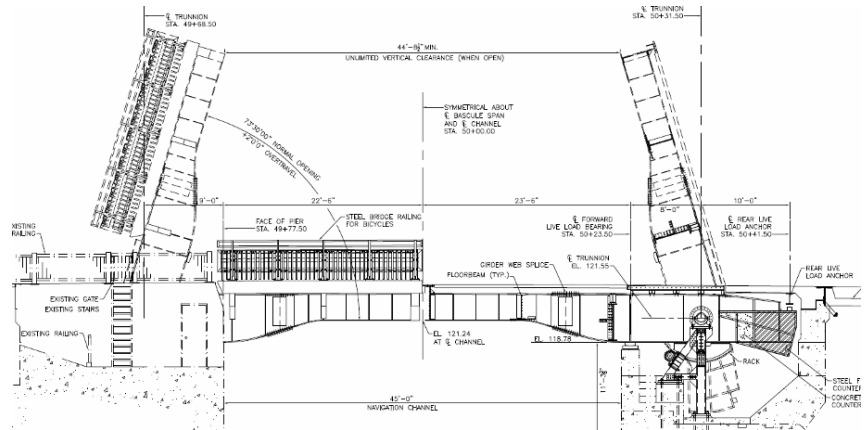 ℄ TRUNNION
STA. 49+68.50
℄ TRUNNION
STA. 50+31.50
44'-8½" MIN.
UNLIMITED VERTICAL CLEARANCE (WHEN OPEN)
73°30'00" NORMAL OPENING
+2°0'0" OVERTRAVEL
SYMMETRICAL ABOUT
℄ BASCULE SPAN
AND ℄ CHANNEL
STA. 50+00.00
9'-0"
22'-6"
23'-6"
8'-0"
10'-0"
EXISTING
RAILING
FACE OF PIER
STA. 49+77.50
STEEL BRIDGE RAILING
FOR BICYCLES
℄ FORWARD
LIVE LOAD BEARING
STA. 50+23.50
℄ REAR LIVE
LOAD ANCHOR
STA. 50+41.50
℄ TRUNNION
EL. 121.55
GIRDER WEB SPLICE
FLOORBEAM (TYP.)
REAR LIVE
LOAD ANCHOR
EXISTING GATE
EXISTING STAIRS
EXISTING RAILING
EL 121.24
AT ℄ CHANNEL
EL. 118.78
RACK
STEEL F
COUNTER
CONCRET
COUNTER
45'-0"
NAVIGATION CHANNEL